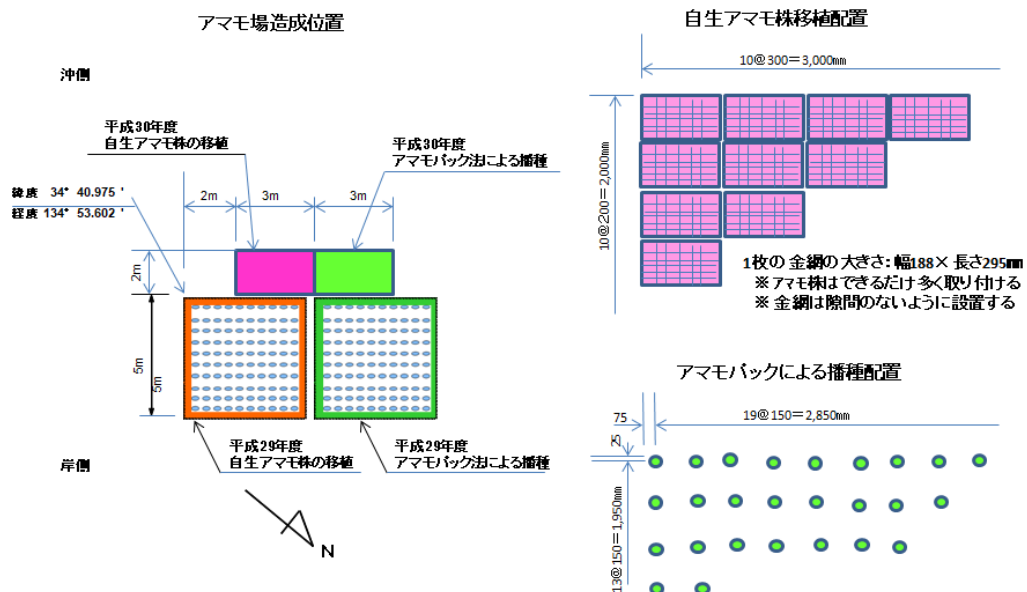 アマモ場造成位置
沖側
平成30年度
自生アマモ株の移植
平成30年度
アマモパック法による播種
緯度 34° 40.975 '
経度 134° 53.602 '
2m
3m
3m
2m
5m
5m
平成29年度
自生アマモ株の移植
平成29年度
アマモパック法による播種
岸側
N
自生アマモ株移植配置
10@300＝3,000㎜
10@200＝2,000㎜
1枚の金網の大きさ：幅188× 長さ295㎜
※アマモ株はできるだけ多く取り付ける
※ 金網は隙間のないように設置する
アマモパックによる播種配置
75
19@150＝2,850㎜
25
13@150＝1,950㎜